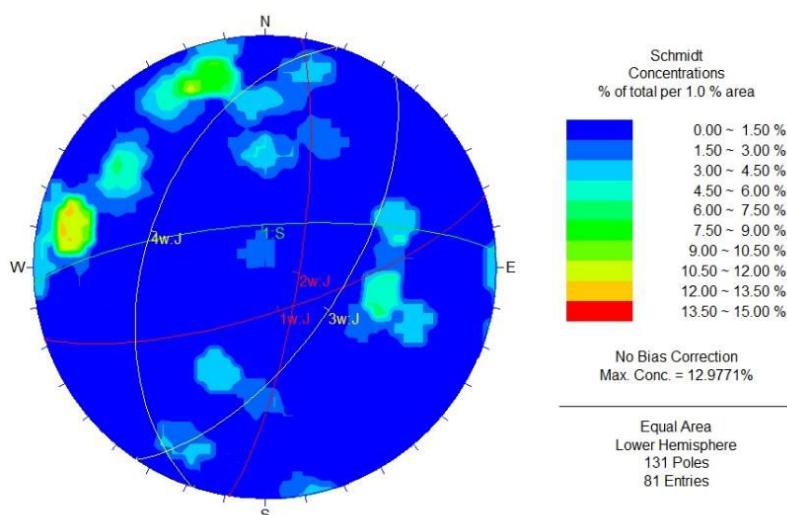 N
W
E
S
1:S
4w:J
2w:J
1w:J
3w:J
Schmidt
Concentrations
% of total per 1.0 % area
0.00 ~ 1.50 %
1.50 ~ 3.00 %
3.00 ~ 4.50 %
4.50 ~ 6.00 %
6.00 ~ 7.50 %
7.50 ~ 9.00 %
9.00 ~ 10.50 %
10.50 ~ 12.00 %
12.00 ~ 13.50 %
13.50 ~ 15.00 %
No Bias Correction
Max. Conc. = 12.9771%
Equal Area
Lower Hemisphere
131 Poles
81 Entries